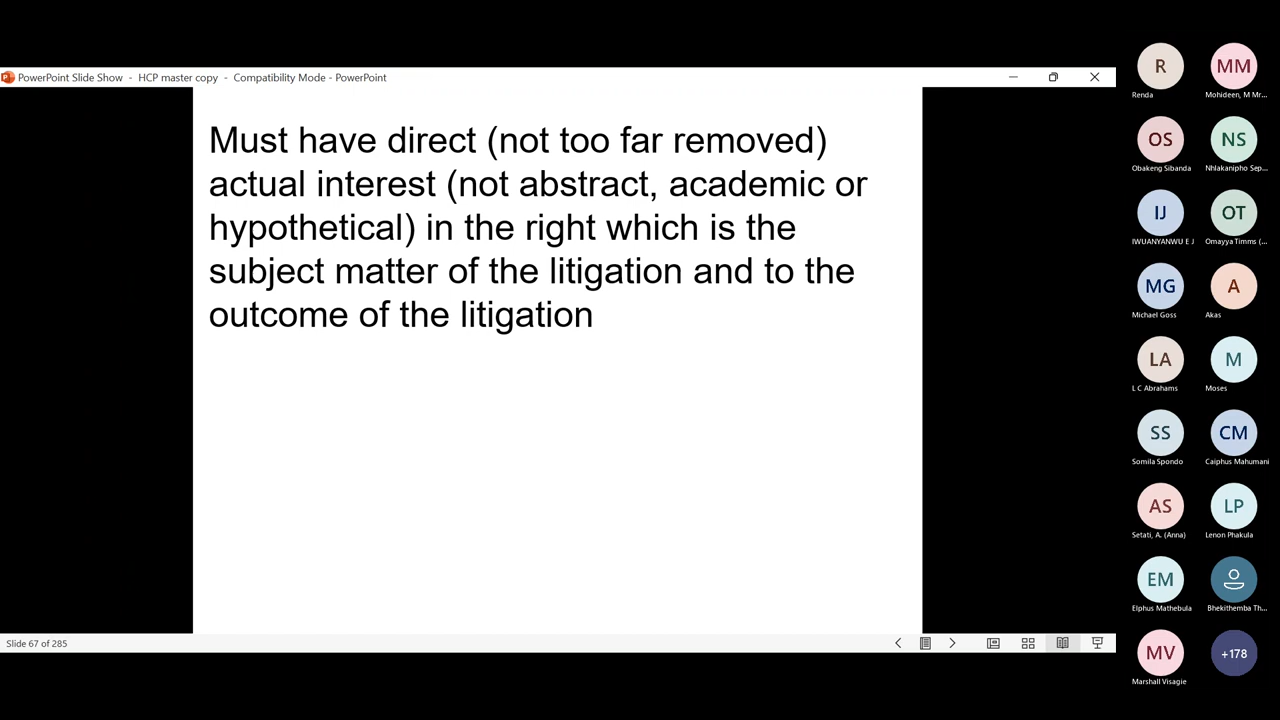 PowerPoint Slide Show - HCP master copy - Compatibility Mode - PowerPoint
Must have direct (not too far removed)
actual interest (not abstract, academic or
hypothetical) in the right which is the
subject matter of the litigation and to the
outcome of the litigation
Slide 67 of 285
R
Renda
MM
Mohideen, M Mr...
OS
Obakeng Sibanda
NS
Nhlakanipho Sep...
IJ
IWUANYANWU E J
OT
Omayya Timms (...
MG
Michael Goss
A
Akas
LA
L C Abrahams
M
Moses
SS
Somila Spondo
CM
Caiphus Mahumani
AS
Setati, A. (Anna)
LP
Lenon Phakula
EM
Elphus Mathebula
Bhekithemba Th...
MV
Marshall Visagie
+178